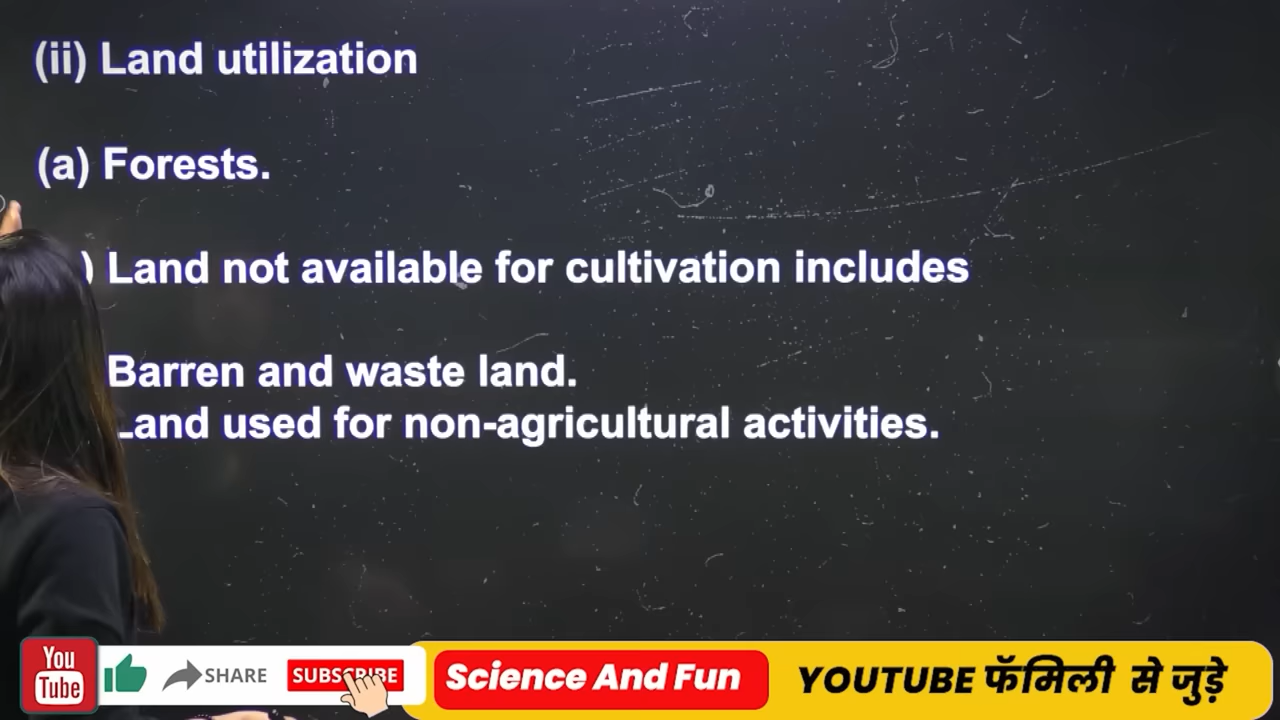 (ii) Land utilization
(a) Forests.
) Land not available for cultivation includes
Barren and waste land.
Land used for non-agricultural activities.
You
Tube
SHARE
SUBSCRIBE
Science And Fun
YOUTUBE फॅमिली से जुड़े